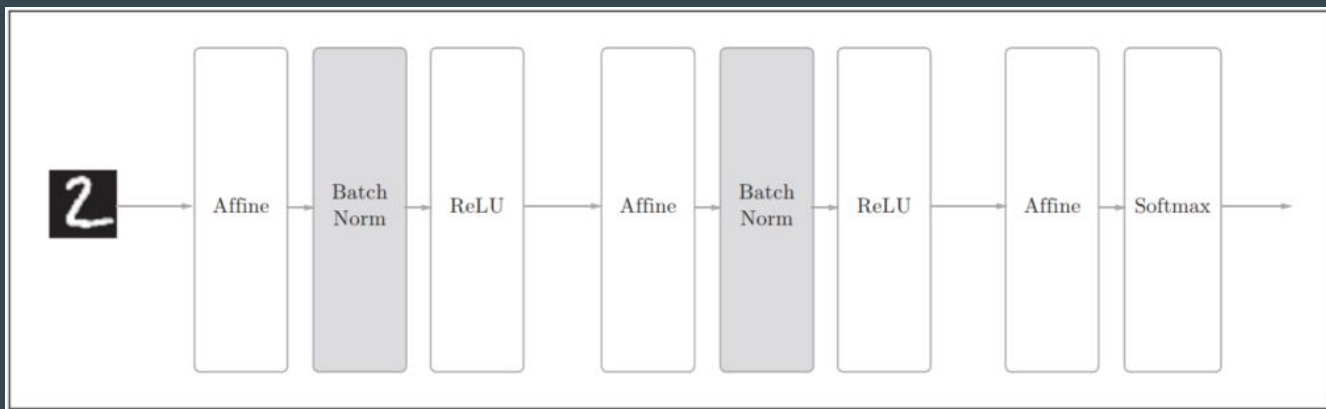 2
Affine
Batch
Norm
ReLU
Affine
Batch
Norm
ReLU
Affine
Softmax